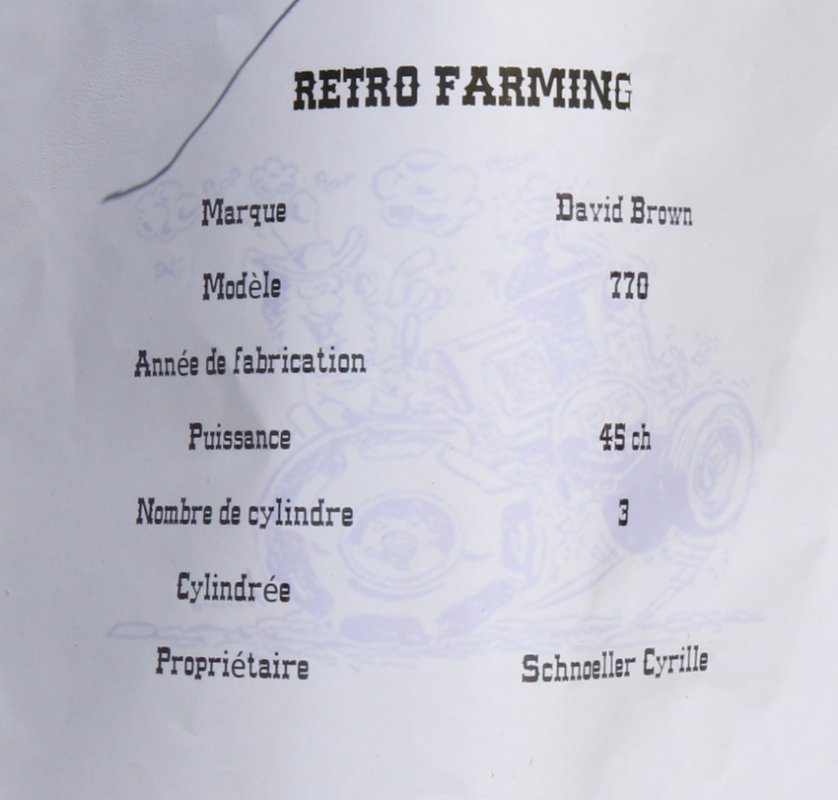 RETRO FARMING
Marque David Brown
Modèle 770
Année de fabrication
Puissance 45 ch
Nombre de cylindre 3
Cylindrée
Propriétaire Schnoeller Cyrille